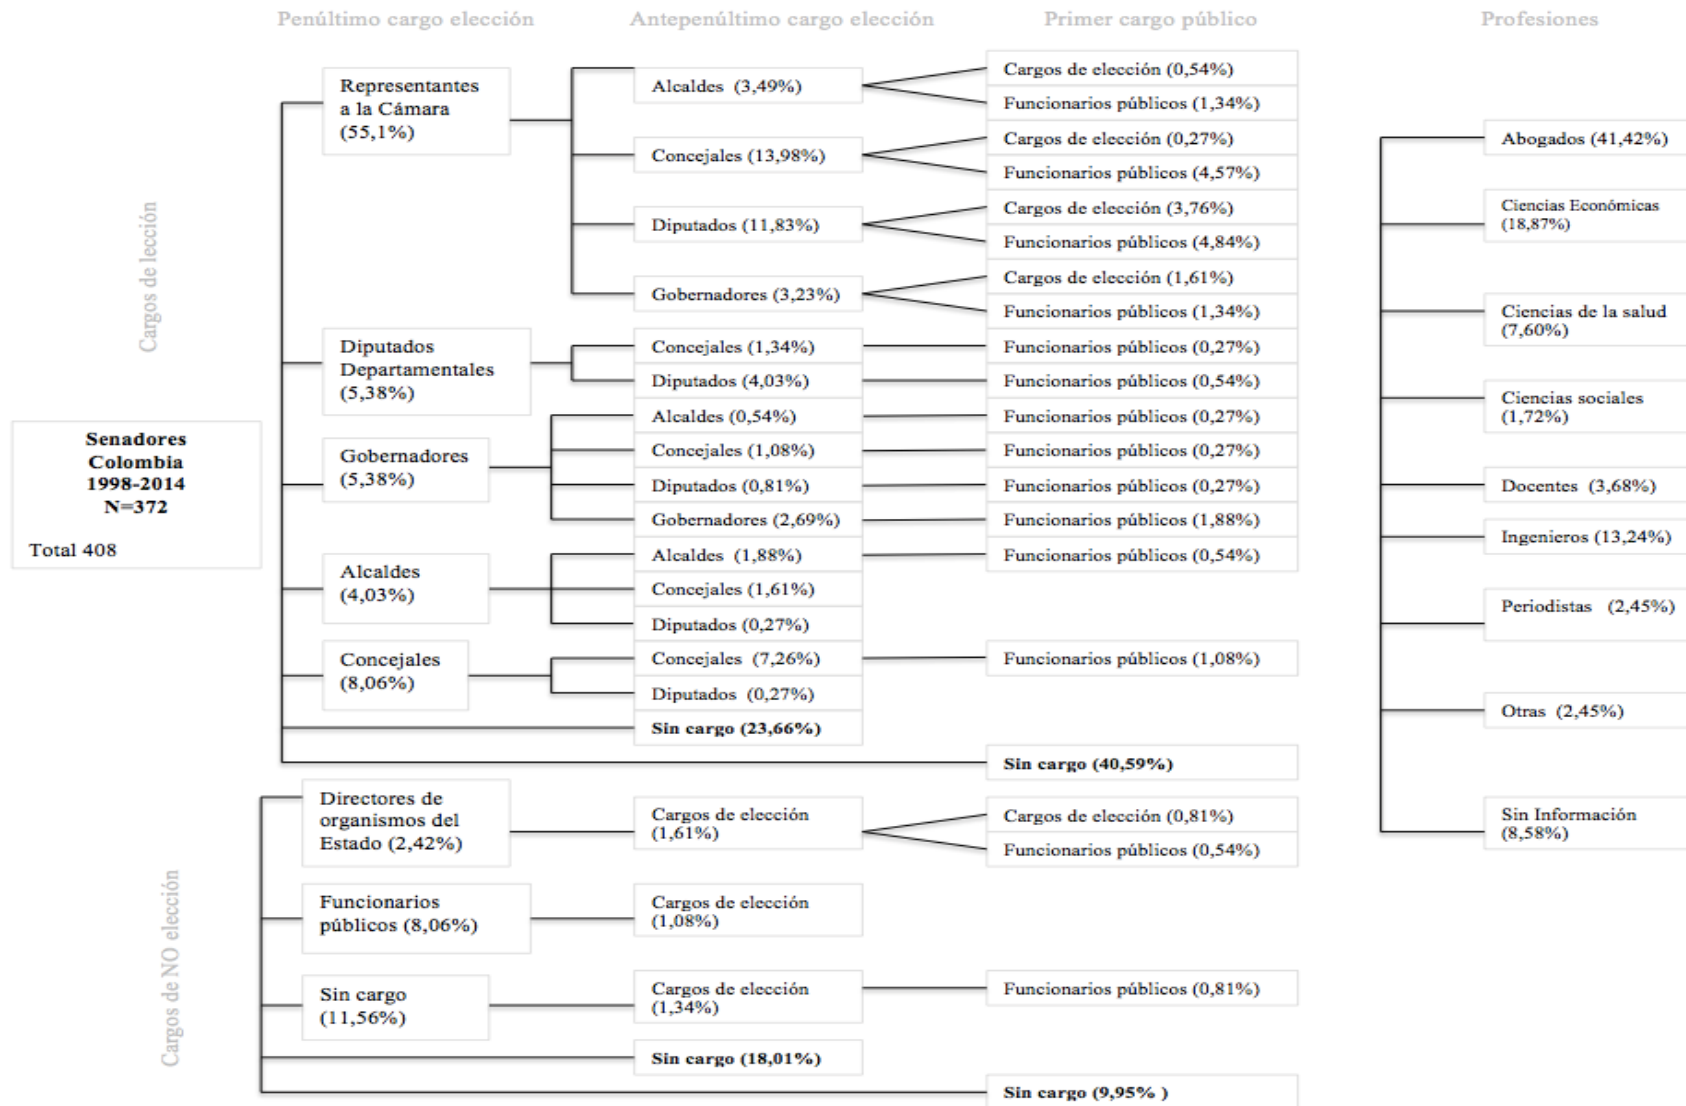 Penúltimo cargo elección
Antepenúltimo cargo elección
Primer cargo público
Profesiones
Cargos de lección
Cargos de NO elección
Senadores
Colombia
1998-2014
N=372
Total 408
Representantes
a la Cámara
(55,1%)
Diputados
Departamentales
(5,38%)
Gobernadores
(5,38%)
Alcaldes
(4,03%)
Concejales
(8,06%)
Directores de
organismos del
Estado (2,42%)
Funcionarios
públicos (8,06%)
Sin cargo
(11,56%)
Alcaldes (3,49%)
Concejales (13,98%)
Diputados (11,83%)
Gobernadores (3,23%)
Concejales (1,34%)
Diputados (4,03%)
Alcaldes (0,54%)
Concejales (1,08%)
Diputados (0,81%)
Gobernadores (2,69%)
Alcaldes (1,88%)
Concejales (1,61%)
Diputados (0,27%)
Concejales (7,26%)
Diputados (0,27%)
Sin cargo (23,66%)
Cargos de elección
(1,61%)
Cargos de elección
(1,08%)
Cargos de elección
(1,34%)
Sin cargo (18,01%)
Cargos de elección (0,54%)
Funcionarios públicos (1,34%)
Cargos de elección (0,27%)
Funcionarios públicos (4,57%)
Cargos de elección (3,76%)
Funcionarios públicos (4,84%)
Cargos de elección (1,61%)
Funcionarios públicos (1,34%)
Funcionarios públicos (0,27%)
Funcionarios públicos (0,54%)
Funcionarios públicos (0,27%)
Funcionarios públicos (0,27%)
Funcionarios públicos (0,27%)
Funcionarios públicos (1,88%)
Funcionarios públicos (0,54%)
Funcionarios públicos (1,08%)
Sin cargo (40,59%)
Cargos de elección (0,81%)
Funcionarios públicos (0,54%)
Funcionarios públicos (0,81%)
Sin cargo (9,95% )
Abogados (41,42%)
Ciencias Económicas
(18,87%)
Ciencias de la salud
(7,60%)
Ciencias sociales
(1,72%)
Docentes (3,68%)
Ingenieros (13,24%)
Periodistas (2,45%)
Otras (2,45%)
Sin Información
(8,58%)